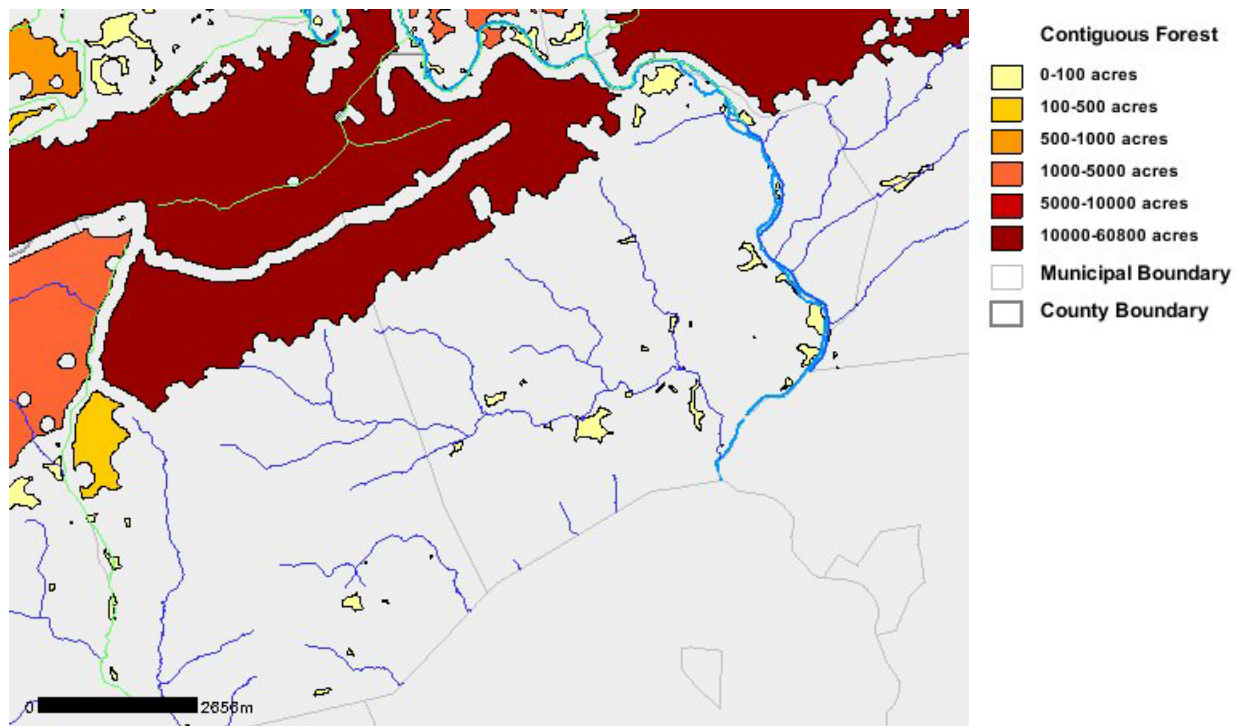 Contiguous Forest
0-100 acres
100-500 acres
500-1000 acres
1000-5000 acres
5000-10000 acres
10000-60800 acres
Municipal Boundary
County Boundary
0 2656m